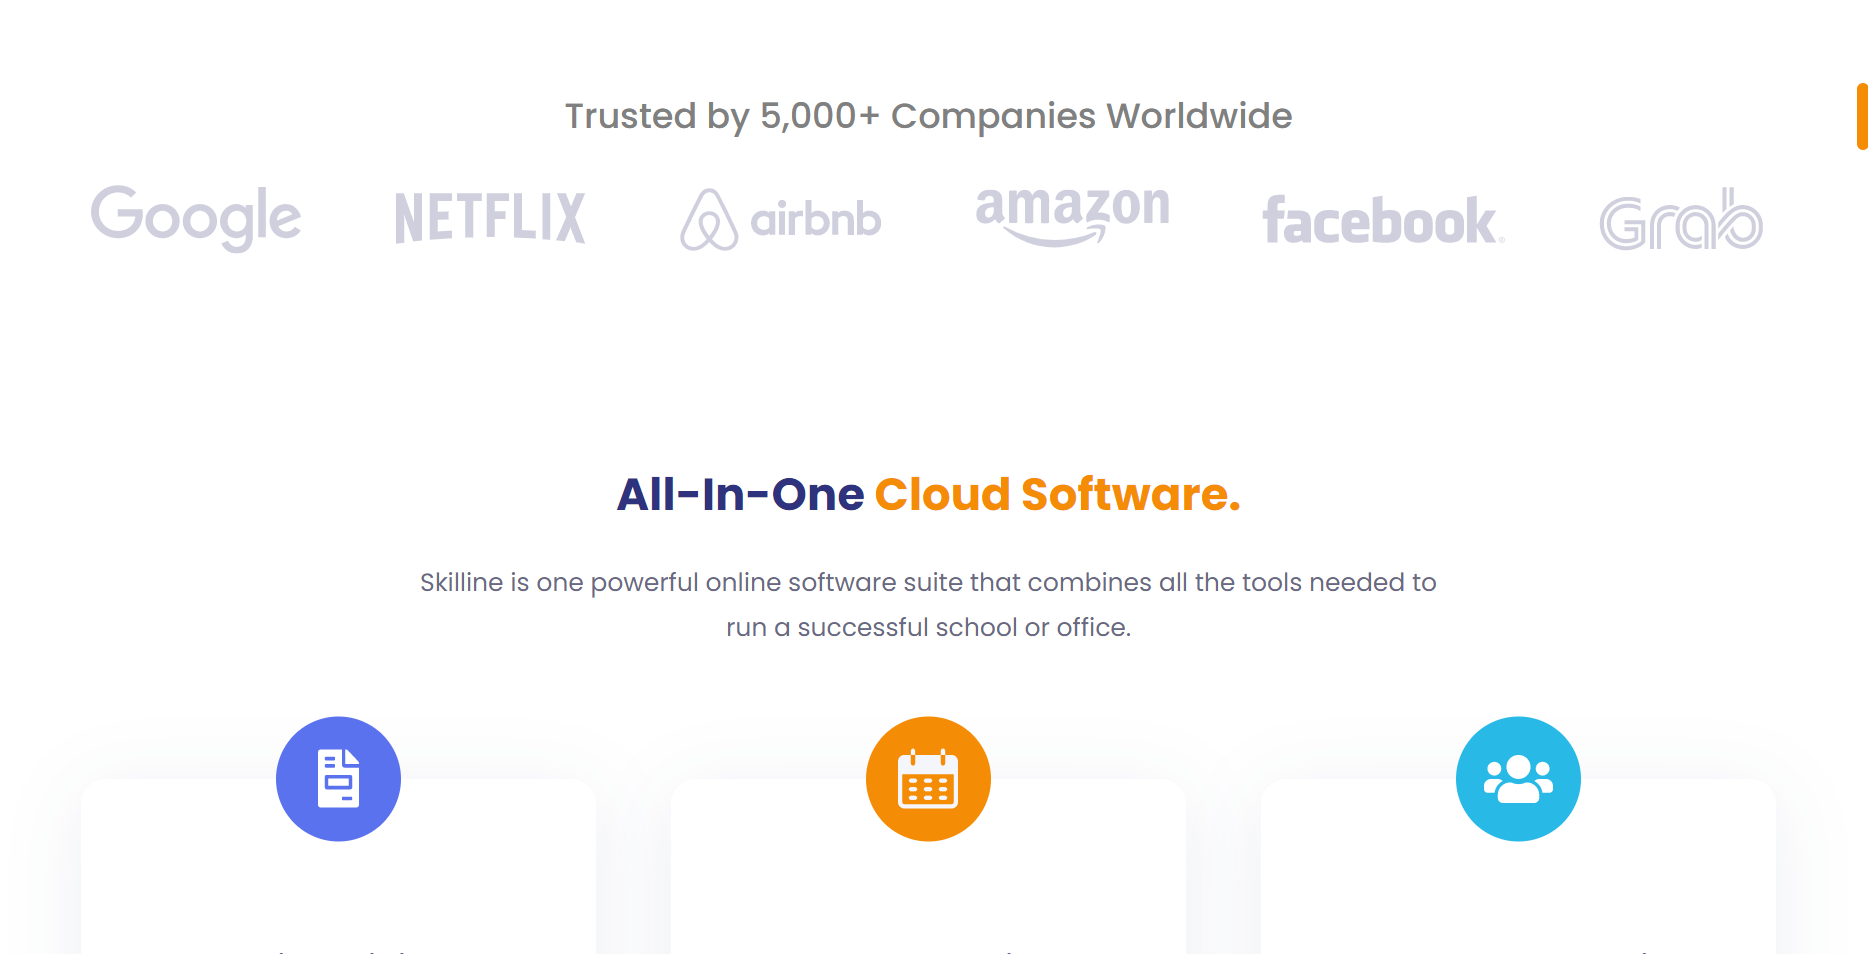 Trusted by 5,000+ Companies Worldwide
Google NETFLIX airbnb amazon facebook Grab
All-In-One Cloud Software.
Skilline is one powerful online software suite that combines all the tools needed to
run a successful school or office.